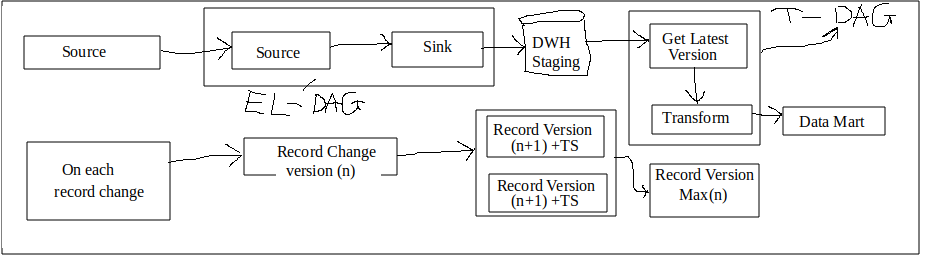 T-DAG
Source
Source
Sink
DWH
Staging
Get Latest
Version
EL-DAG
Transform
Data Mart
On each
record change
Record Change
version (n)
Record Version
(n+1) +TS
Record Version
(n+1) +TS
Record Version
Max(n)